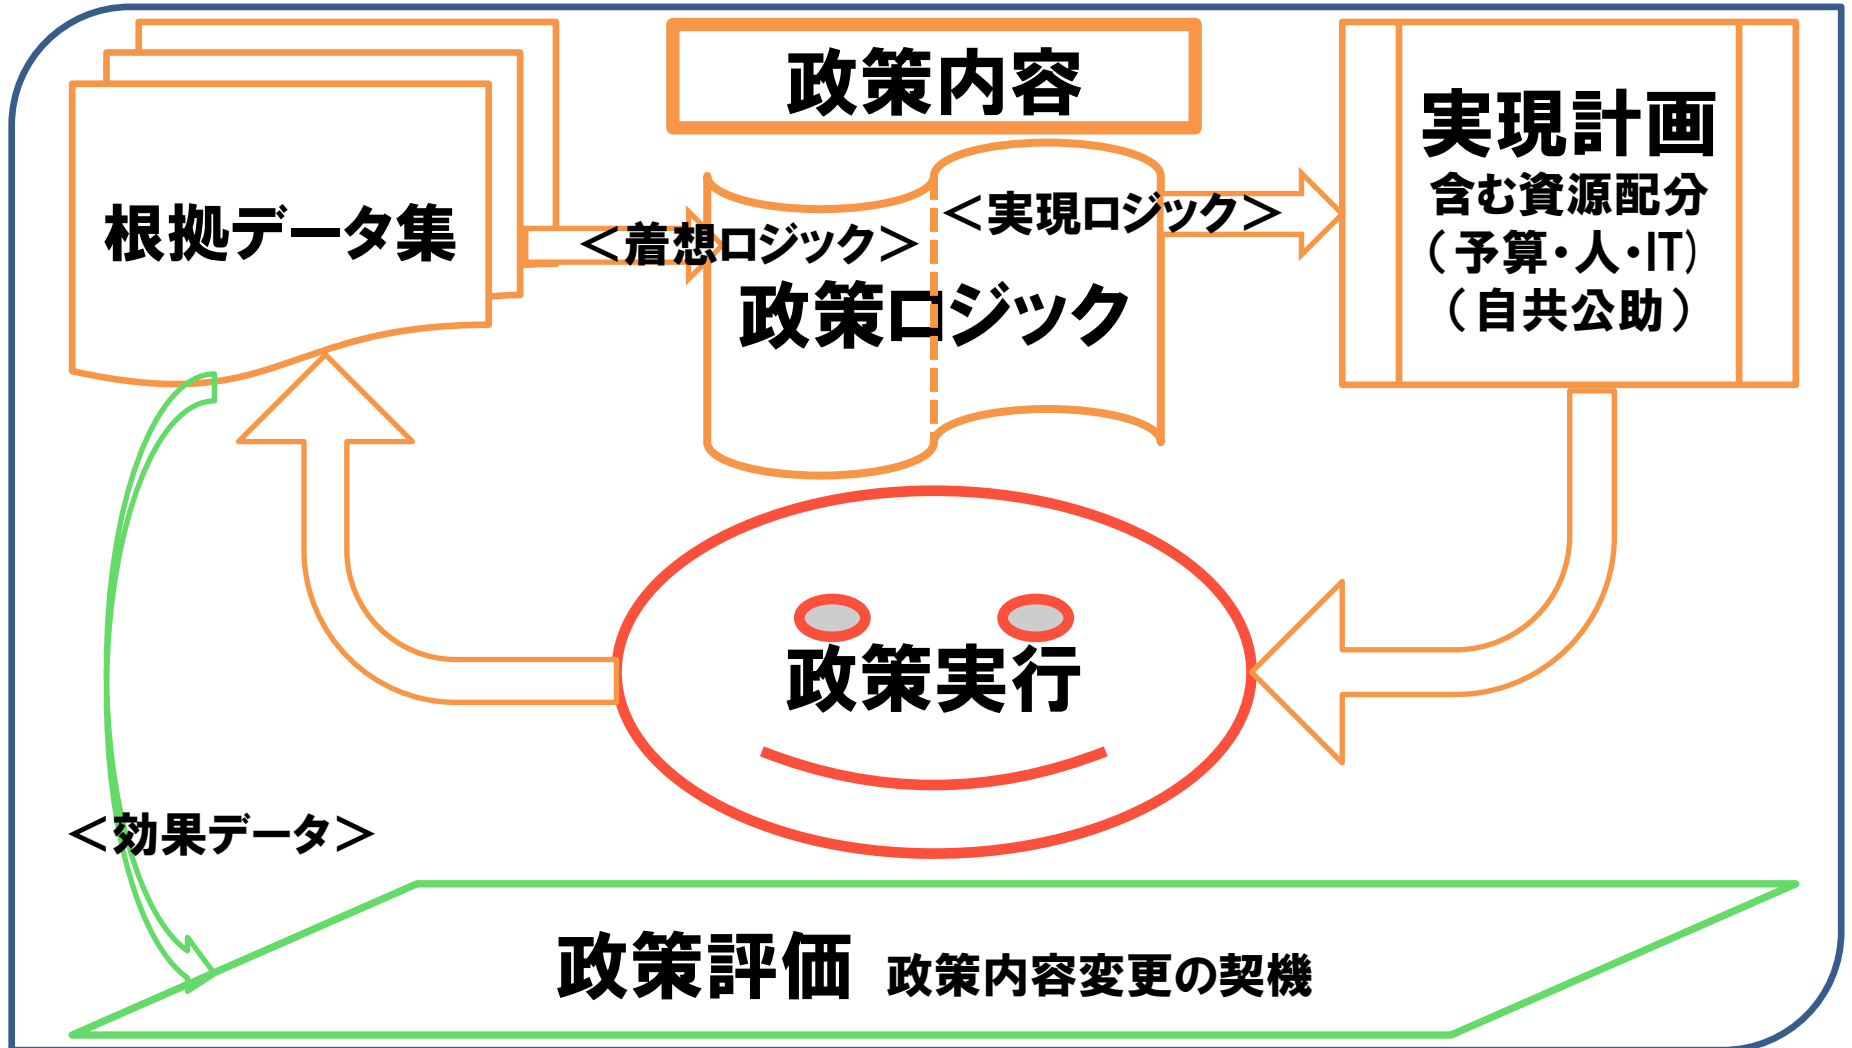 政策内容
根拠データ集
＜着想ロジック＞
政策ロジック
＜実現ロジック＞
実現計画
含む資源配分
（予算・人・IT）
（自共公助）
政策実行
＜効果データ＞
政策評価 政策内容変更の契機